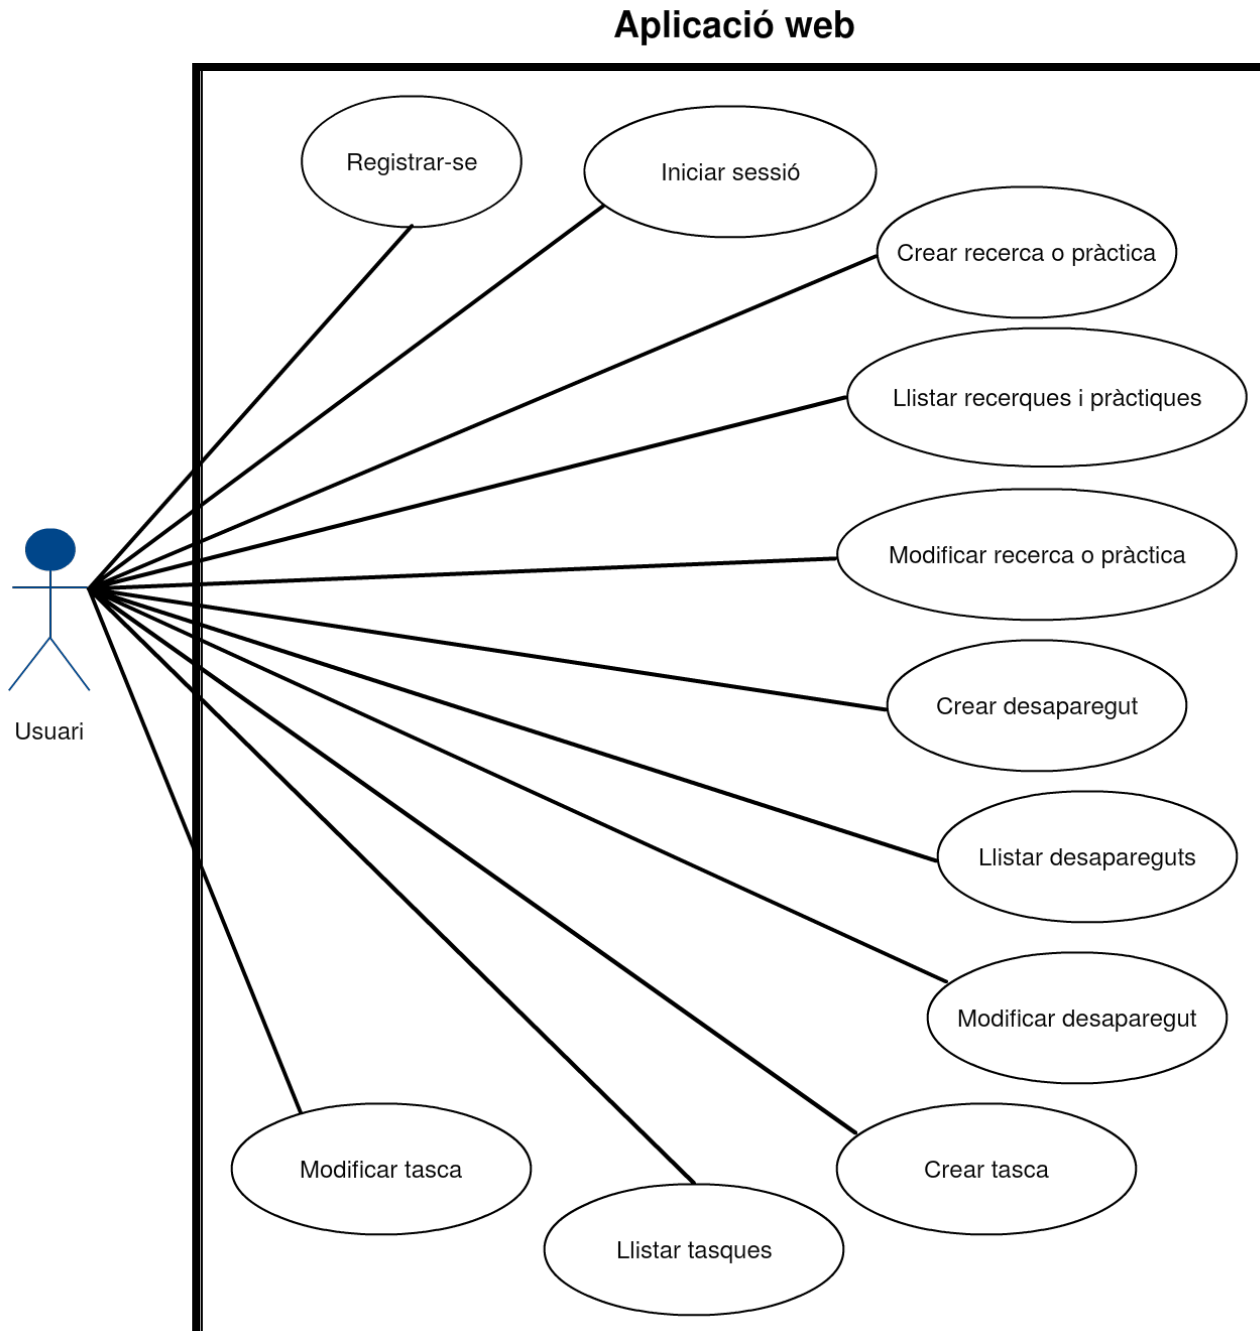 Aplicació web
Registrar-se
Iniciar sessió
Crear recerca o pràctica
Llistar recerques i pràctiques
Modificar recerca o pràctica
Crear desaparegut
Usuari
Llistar desapareguts
Modificar desaparegut
Modificar tasca
Crear tasca
Llistar tasques